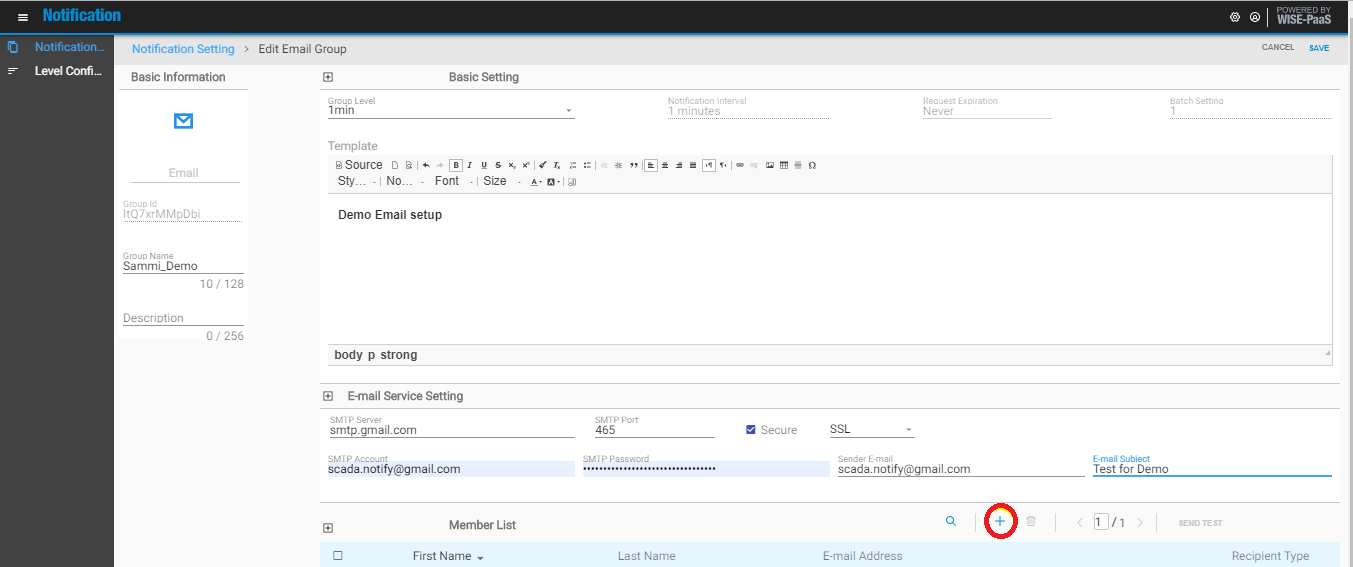 Notification
POWERED BY
WISE-PaaS
Notification...
Level Confi...
Notification Setting > Edit Email Group
CANCEL SAVE
Basic Information
Email
Group Id
ItQ7xrMMpDbi
Group Name
Sammi_Demo
10 / 128
Description
0 / 256
Basic Setting
Group Level Notification Interval Request Expiration Batch Setting
1min 1 minutes Never 1
Template
Source B I U S x₂ x² Ix Ω
Sty... No... Font Size A A
Demo Email setup
body p strong
E-mail Service Setting
SMTP Server SMTP Port
smtp.gmail.com 465 Secure SSL
SMTP Account SMTP Password Sender E-mail E-mail Subject
scada.notify@gmail.com ••••••••••••••••••••••••••••••••• scada.notify@gmail.com Test for Demo
Member List 1 / 1 SEND TEST
First Name Last Name E-mail Address Recipient Type